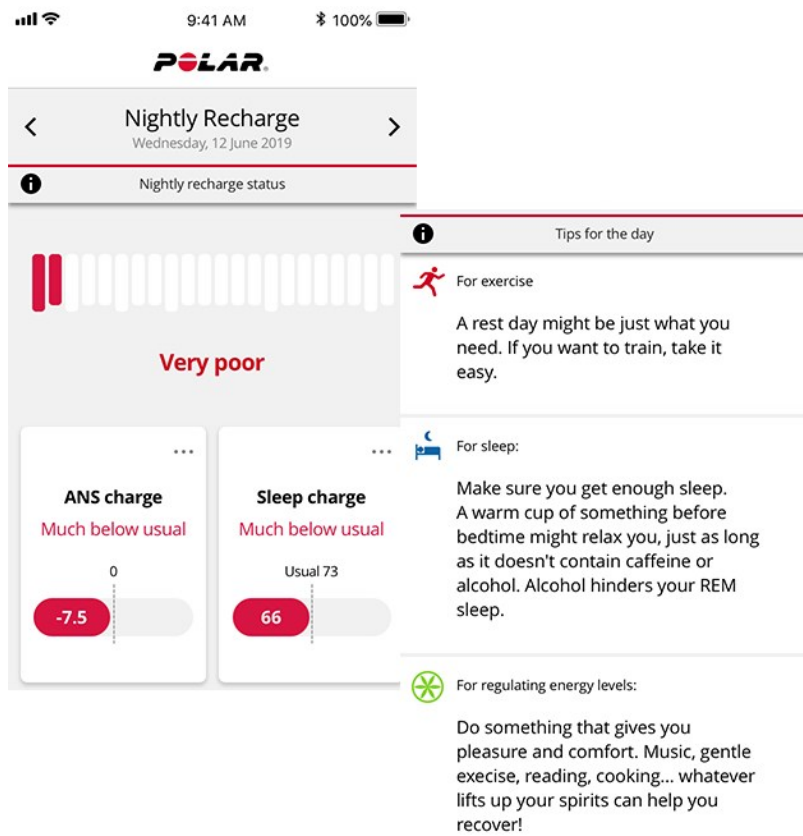 9:41 AM
100%
POLAR
Nightly Recharge
Wednesday, 12 June 2019
Nightly recharge status
Very poor
ANS charge
Much below usual
0
-7.5
Sleep charge
Much below usual
Usual 73
66
Tips for the day
For exercise
A rest day might be just what you
need. If you want to train, take it
easy.
For sleep:
Make sure you get enough sleep.
A warm cup of something before
bedtime might relax you, just as long
as it doesn't contain caffeine or
alcohol. Alcohol hinders your REM
sleep.
For regulating energy levels:
Do something that gives you
pleasure and comfort. Music, gentle
execise, reading, cooking... whatever
lifts up your spirits can help you
recover!